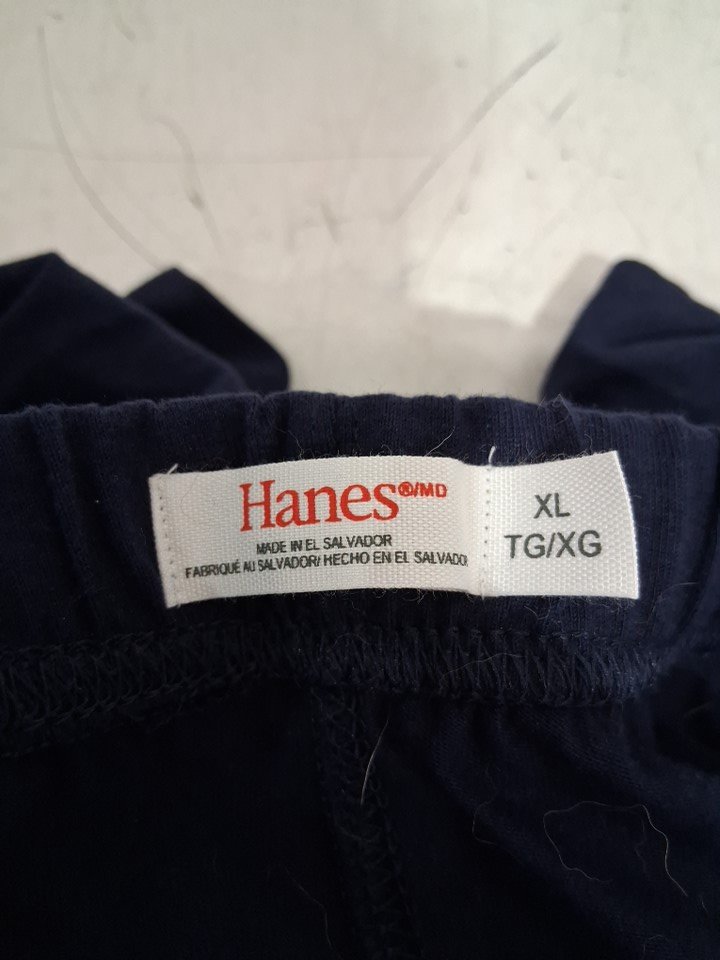 Hanes®/MD
MADE IN EL SALVADOR
FABRIQUÉ AU SALVADOR/ HECHO EN EL SALVADOR
XL
TG/XG